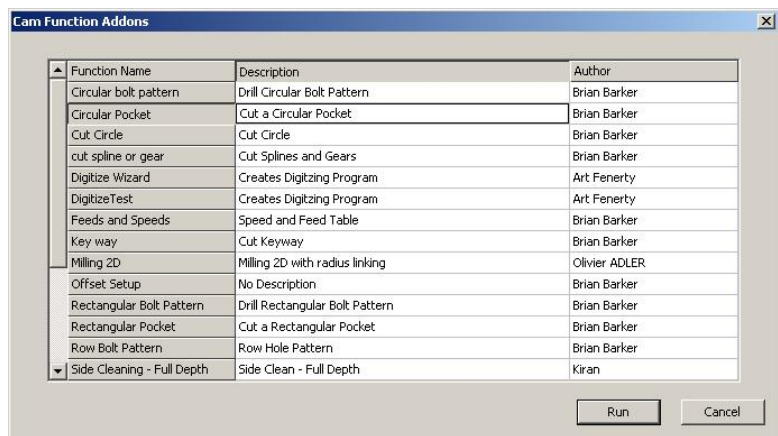 Cam Function Addons
Function Name Description Author
Circular bolt pattern Drill Circular Bolt Pattern Brian Barker
Circular Pocket Cut a Circular Pocket Brian Barker
Cut Circle Cut Circle Brian Barker
cut spline or gear Cut Splines and Gears Brian Barker
Digitize Wizard Creates Digitzing Program Art Fenerty
DigitizeTest Creates Digitzing Program Art Fenerty
Feeds and Speeds Speed and Feed Table Brian Barker
Key way Cut Keyway Brian Barker
Milling 2D Milling 2D with radius linking Olivier ADLER
Offset Setup No Description Brian Barker
Rectangular Bolt Pattern Drill Rectangular Bolt Pattern Brian Barker
Rectangular Pocket Cut a Rectangular Pocket Brian Barker
Row Bolt Pattern Row Hole Pattern Brian Barker
Side Cleaning - Full Depth Side Clean - Full Depth Kiran
Run Cancel